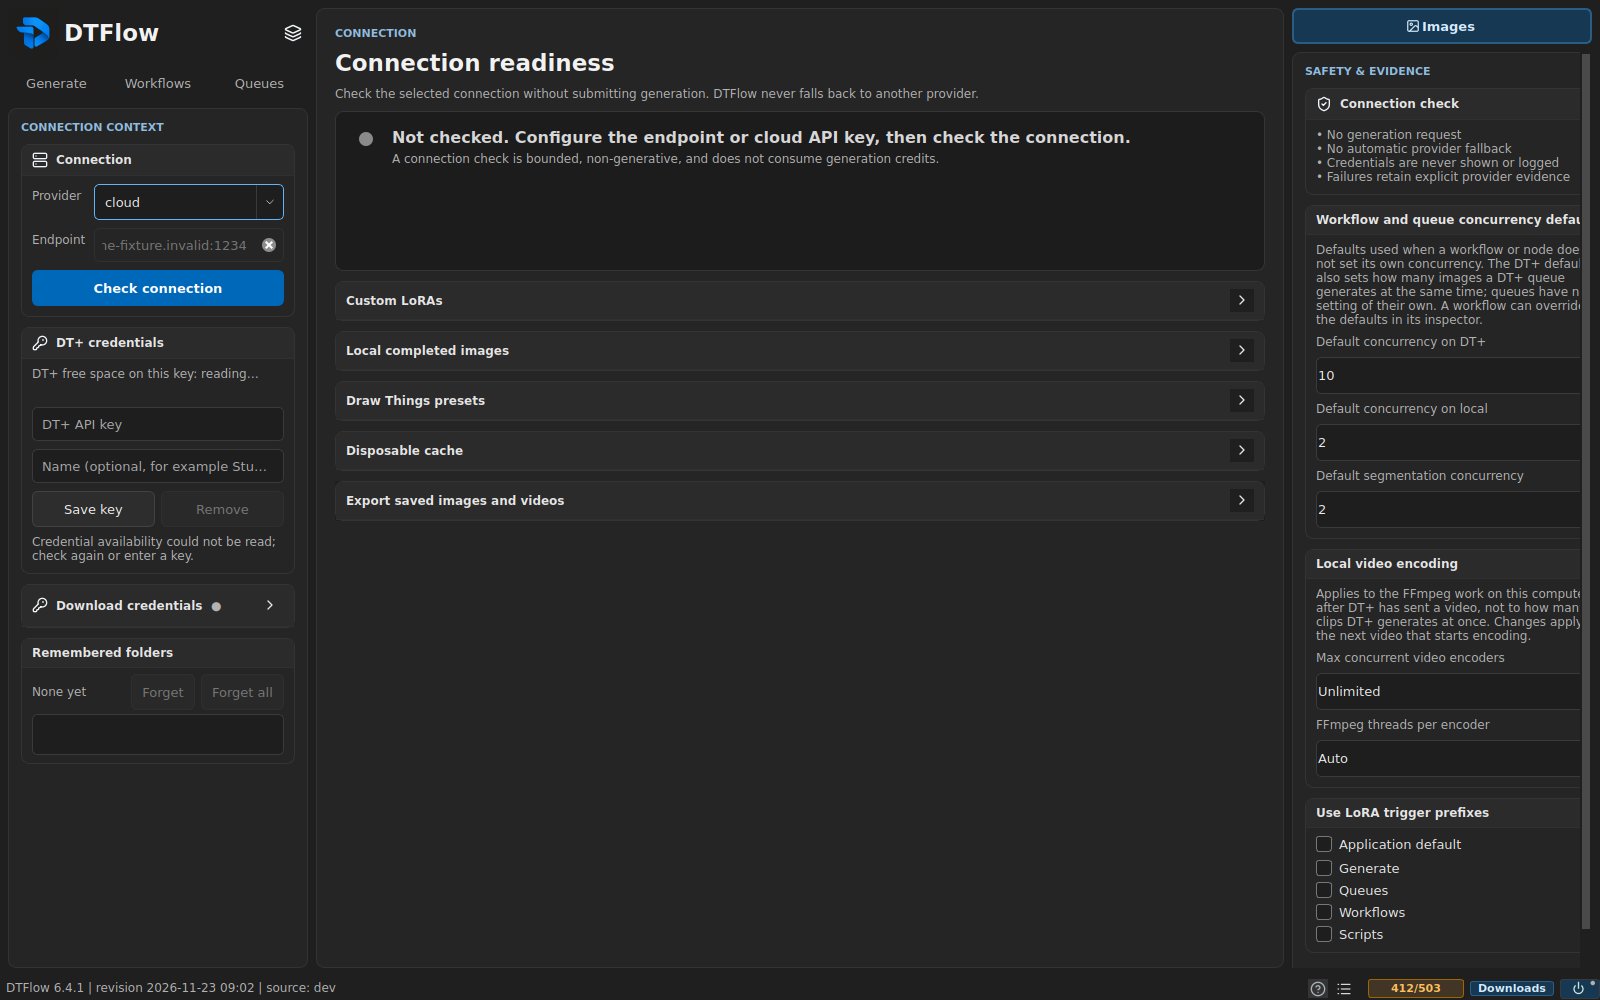 DTFlow
Generate
Workflows
Queues
CONNECTION CONTEXT
Connection
Provider
cloud
Endpoint
ne-fixture.invalid:1234
Check connection
DT+ credentials
DT+ free space on this key: reading...
DT+ API key
Name (optional, for example Stu...
Save key
Remove
Credential availability could not be read;
check again or enter a key.
Download credentials
Remembered folders
None yet
Forget
Forget all
CONNECTION
Connection readiness
Check the selected connection without submitting generation. DTFlow never falls back to another provider.
Not checked. Configure the endpoint or cloud API key, then check the connection.
A connection check is bounded, non-generative, and does not consume generation credits.
Custom LoRAs
Local completed images
Draw Things presets
Disposable cache
Export saved images and videos
Images
SAFETY & EVIDENCE
Connection check
• No generation request
• No automatic provider fallback
• Credentials are never shown or logged
• Failures retain explicit provider evidence
Workflow and queue concurrency defau
Defaults used when a workflow or node doe
not set its own concurrency. The DT+ defaul
also sets how many images a DT+ queue
generates at the same time; queues have n
setting of their own. A workflow can overrid
the defaults in its inspector.
Default concurrency on DT+
10
Default concurrency on local
2
Default segmentation concurrency
2
Local video encoding
Applies to the FFmpeg work on this compute
after DT+ has sent a video, not to how man
clips DT+ generates at once. Changes apply
the next video that starts encoding.
Max concurrent video encoders
Unlimited
FFmpeg threads per encoder
Auto
Use LoRA trigger prefixes
Application default
Generate
Queues
Workflows
Scripts
DTFlow 6.4.1 | revision 2026-11-23 09:02 | source: dev
412/503
Downloads